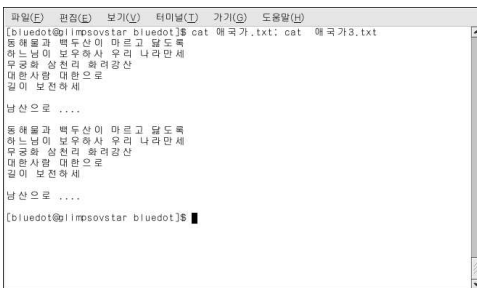 파일(F) 편집(E) 보기(V) 터미널(T) 가기(G) 도움말(H)
[bluedot@glimpsovstar bluedot]$ cat 애국가.txt; cat 애국가3.txt
동해물과 백두산이 마르고 닳도록
하느님이 보우하사 우리 나라만세
무궁화 삼천리 화려강산
대한사람 대한으로
길이 보전하세

남산으로 ....

동해물과 백두산이 마르고 닳도록
하느님이 보우하사 우리 나라만세
무궁화 삼천리 화려강산
대한사람 대한으로
길이 보전하세

남산으로 ....

[bluedot@glimpsovstar bluedot]$